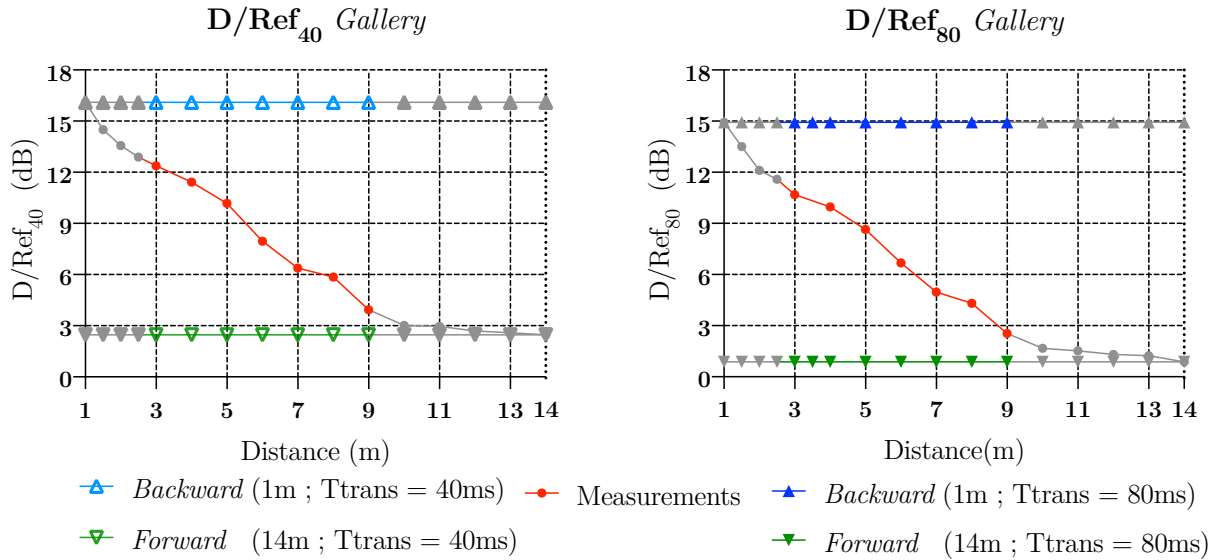 D/Ref40 Gallery
D/Ref80 Gallery
18
15
12
9
6
3
0
D/Ref40 (dB)
1 3 5 7 9 11 13 14
Distance (m)
18
15
12
9
6
3
0
D/Ref80 (dB)
1 3 5 7 9 11 13 14
Distance(m)
Backward (1m ; Ttrans = 40ms)
Measurements
Backward (1m ; Ttrans = 80ms)
Forward (14m ; Ttrans = 40ms)
Forward (14m ; Ttrans = 80ms)